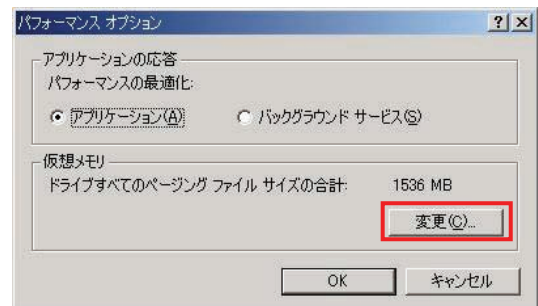 パフォーマンス オプション
アプリケーションの応答
パフォーマンスの最適化:
アプリケーション(A) バックグラウンド サービス(S)
仮想メモリ
ドライブすべてのページング ファイル サイズの合計: 1536 MB
変更(C)...
OK キャンセル